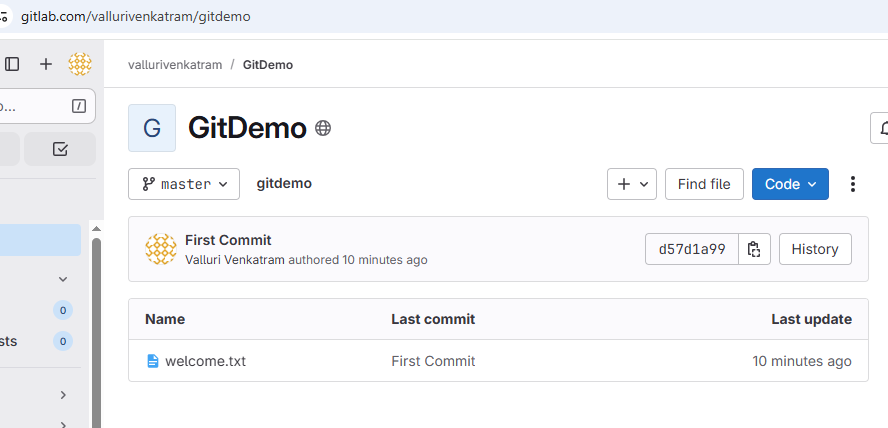 gitlab.com/vallurivenkatram/gitdemo
vallurivenkatram / GitDemo
o... /
G GitDemo
master gitdemo + Find file Code
First Commit
Valluri Venkatram authored 10 minutes ago
d57d1a99 History
0
sts 0
Name Last commit Last update
welcome.txt First Commit 10 minutes ago